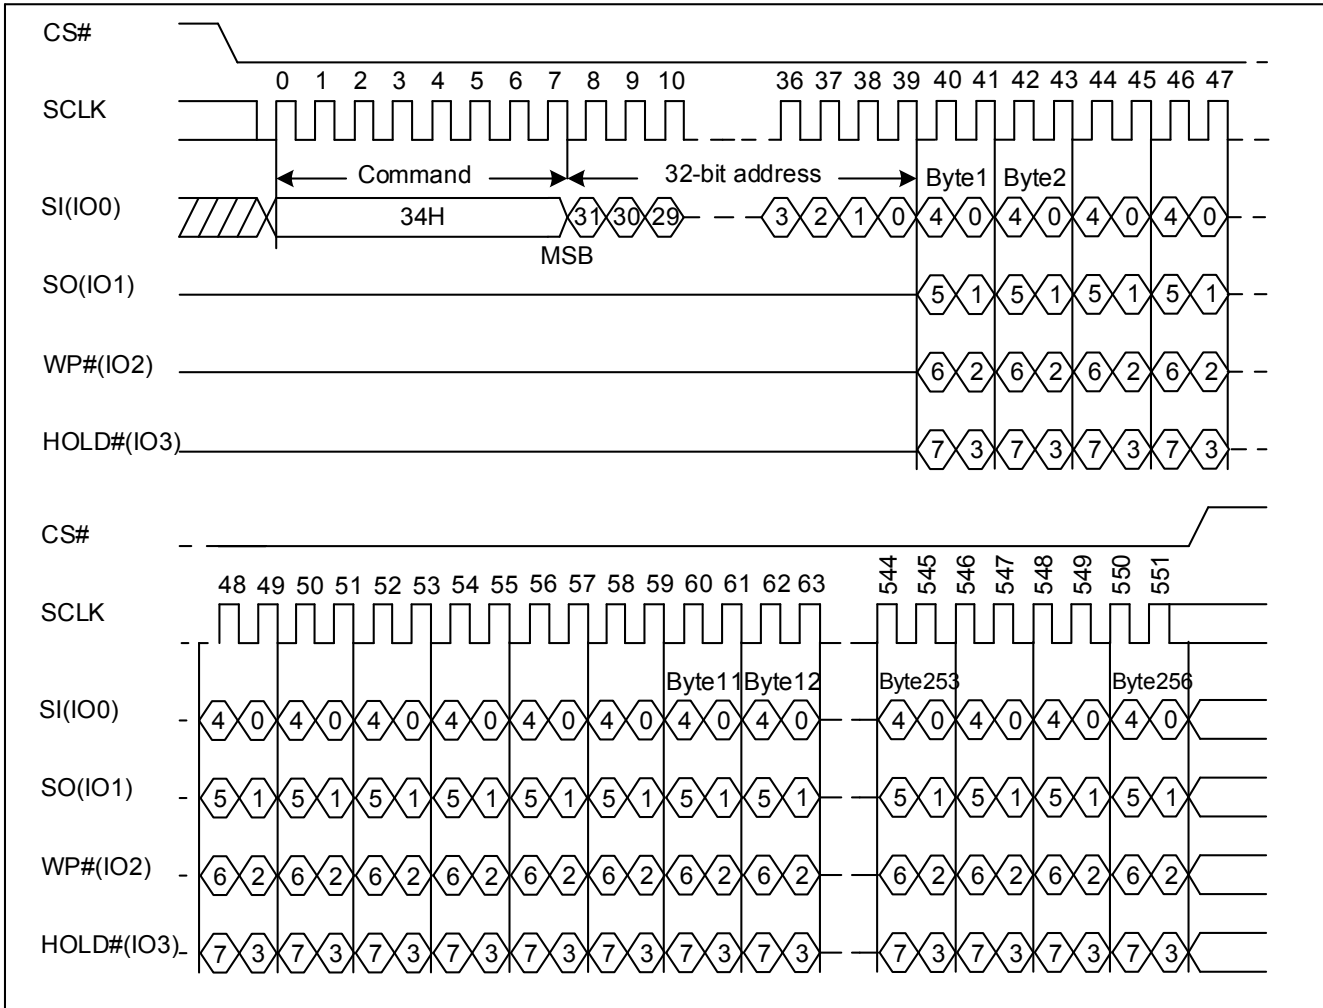 CS#
0 1 2 3 4 5 6 7 8 9 10 36 37 38 39 40 41 42 43 44 45 46 47
SCLK
Command 32-bit address Byte1 Byte2
SI(IO0) 34H 31 30 29 3 2 1 0 4 0 4 0 4 0 4 0
MSB
SO(IO1) 5 1 5 1 5 1 5 1
WP#(IO2) 6 2 6 2 6 2 6 2
HOLD#(IO3) 7 3 7 3 7 3 7 3
CS#
48 49 50 51 52 53 54 55 56 57 58 59 60 61 62 63 544 545 546 547 548 549 550 551
SCLK
Byte11 Byte12 Byte253 Byte256
SI(IO0) 4 0 4 0 4 0 4 0 4 0 4 0 4 0 4 0 4 0 4 0 4 0 4 0
SO(IO1) 5 1 5 1 5 1 5 1 5 1 5 1 5 1 5 1 5 1 5 1 5 1 5 1
WP#(IO2) 6 2 6 2 6 2 6 2 6 2 6 2 6 2 6 2 6 2 6 2 6 2 6 2
HOLD#(IO3) 7 3 7 3 7 3 7 3 7 3 7 3 7 3 7 3 7 3 7 3 7 3 7 3